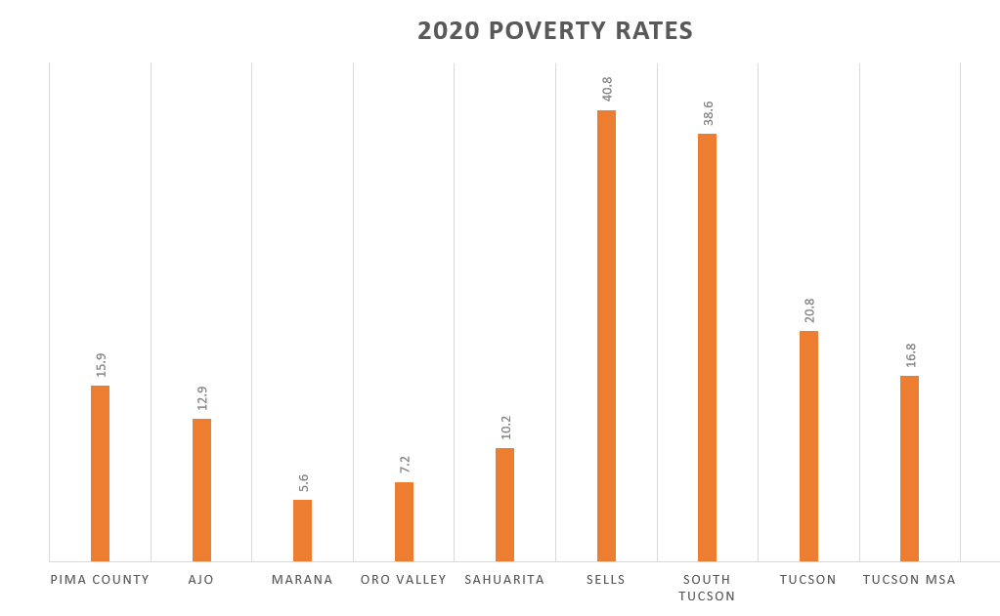 2020 POVERTY RATES
15.9
12.9
5.6
7.2
10.2
40.8
38.6
20.8
16.8
PIMA COUNTY
AJO
MARANA
ORO VALLEY
SAHUARITA
SELLS
SOUTH
TUCSON
TUCSON
TUCSON MSA